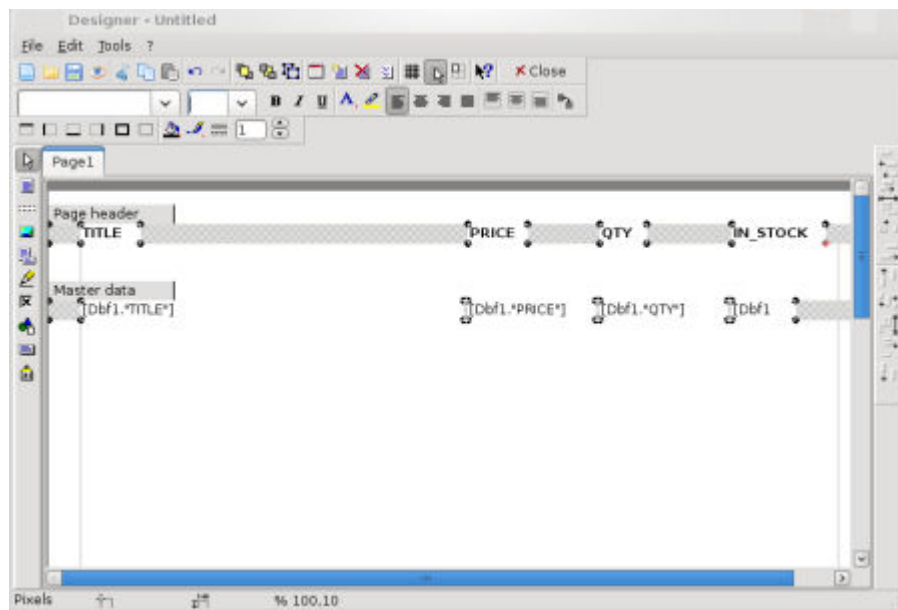 Designer - Untitled
File Edit Tools ?
Close
B I U A
1
Page1
Page header
TITLE PRICE QTY IN_STOCK
Master data
[Dbf1."TITLE"] [Dbf1."PRICE"] [Dbf1."QTY"] [Dbf1
Pixels % 100,10